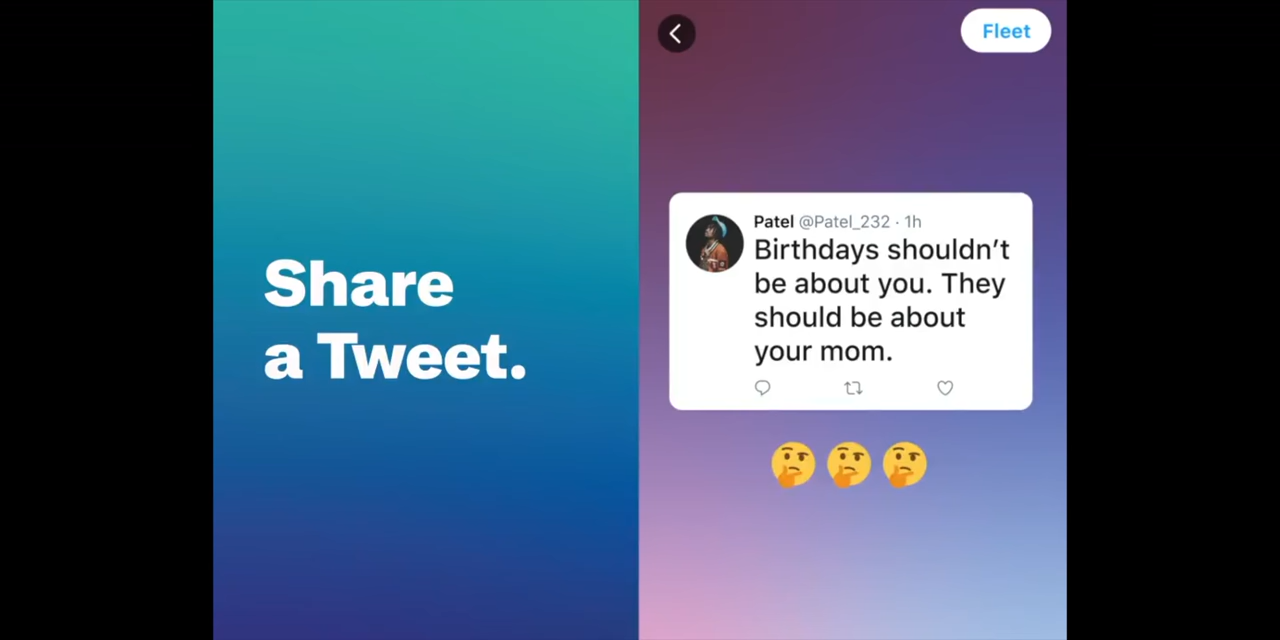 Share
a Tweet.
Fleet
Patel @Patel_232 · 1h
Birthdays shouldn’t
be about you. They
should be about
your mom.
🤔🤔🤔